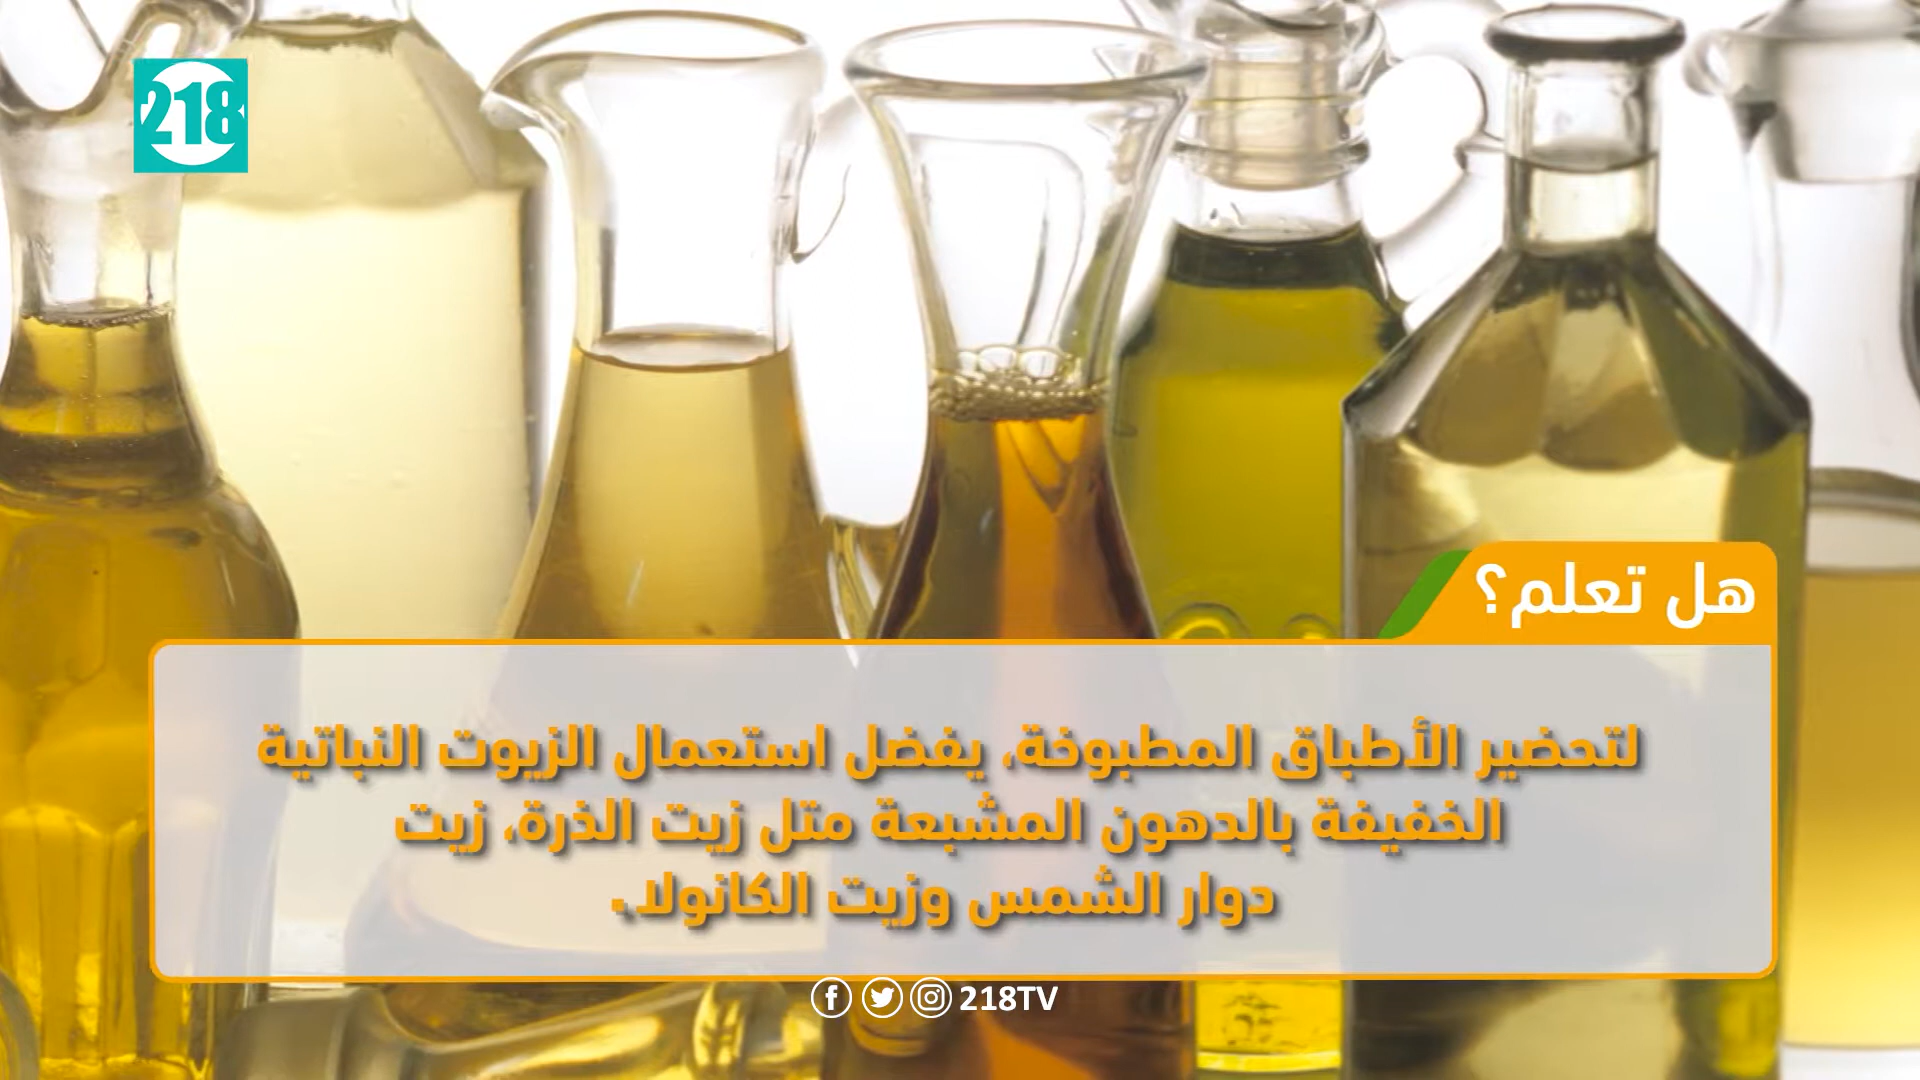 218
هل تعلم؟
لتحضير الأطباق المطبوخة، يفضل استعمال الزيوت النباتية
الخفيفة بالدهون المشبعة متل زيت الذرة، زيت
دوار الشمس وزيت الكانولا.
218TV